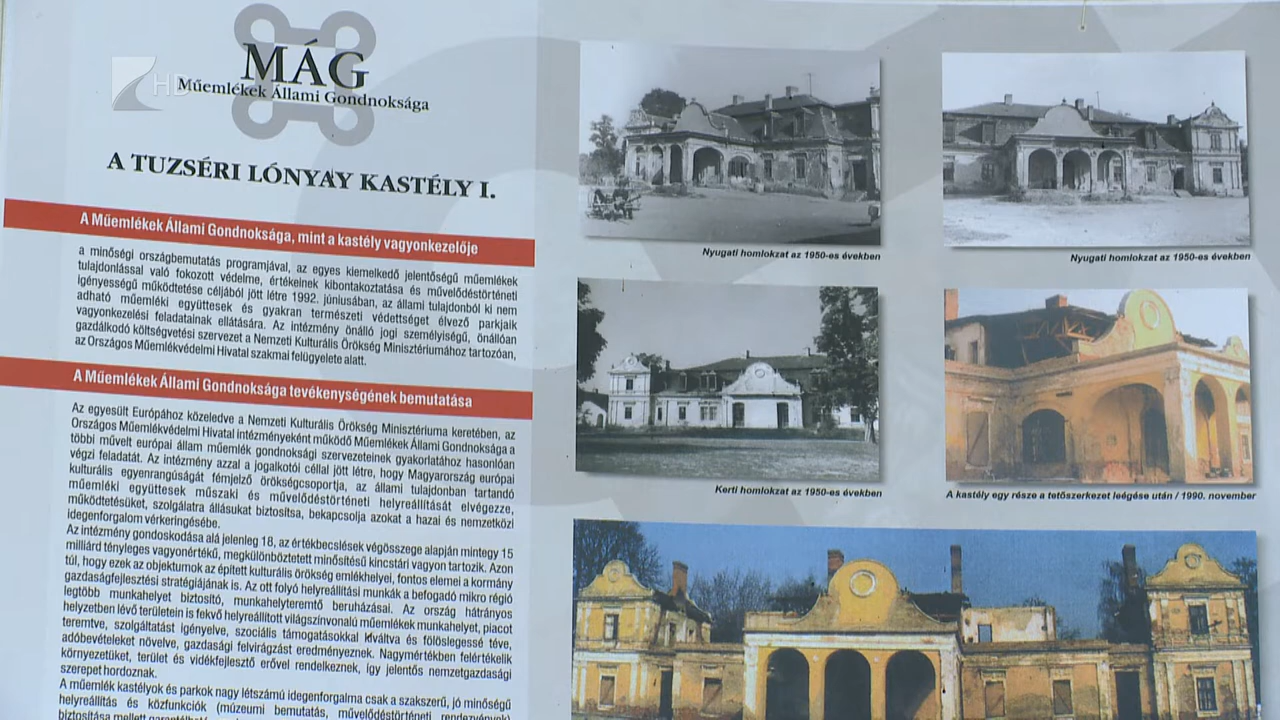 MÁG
Műemlékek Állami Gondnoksága
HD
A TUZSÉRI LÓNYAY KASTÉLY I.
A Műemlékek Állami Gondnoksága, mint a kastély vagyonkezelője
a minőségi országbemutatás programjával, az egyes kiemelkedő jelentőségű műemlékek
tulajdonlással való fokozott védelme, értékeinek kibontakoztatása és művelődéstörténeti
igényességű működtetése céljából jött létre 1992. júniusában, az állami tulajdonból ki nem
adható műemléki együttesek és gyakran természeti védettséget élvező parkjaik
vagyonkezelési feladatainak ellátására. Az intézmény önálló jogi személyiségű, önállóan
gazdálkodó költségvetési szervezet a Nemzeti Kulturális Örökség Minisztériumához tartozóan,
az Országos Műemlékvédelmi Hivatal szakmai felügyelete alatt.
A Műemlékek Állami Gondnoksága tevékenységének bemutatása
Az egyesült Európához közeledve a Nemzeti Kulturális Örökség Minisztériuma keretében, az
Országos Műemlékvédelmi Hivatal intézményeként működő Műemlékek Állami Gondnoksága a
többi művelt európai állam műemlék gondnoksági szervezeteinek gyakorlatához hasonlóan
végzi feladatát. Az intézmény azzal a jogalkotói céllal jött létre, hogy Magyarország európai
kulturális egyenrangúságát fémjelző örökségcsoportja, az állami tulajdonban tartandó
műemléki együttesek műszaki és művelődéstörténeti helyreállítását elvégezze,
működtetésüket, szolgálatra állásukat biztosítsa, bekapcsolja azokat a hazai és nemzetközi
idegenforgalom vérkeringésébe.
Az intézmény gondoskodása alá jelenleg 18, az értékbecslések végösszege alapján mintegy 15
milliárd tényleges vagyonértékű, megkülönböztetett minősítésű kincstári vagyon tartozik. Azon
túl, hogy ezek az objektumok az épített kulturális örökség emlékhelyei, fontos elemei a kormány
gazdaságfejlesztési stratégiájának is. Az ott folyó helyreállítási munkák a befogadó mikro régió
legtöbb munkahelyet biztosító, munkahelyteremtő beruházásai. Az ország hátrányos
helyzetben lévő területein is fekvő helyreállított világszínvonalú műemlékek munkahelyet, piacot
teremtve, szolgáltatást igényelve, szociális támogatásokkal kiváltva és fölöslegessé téve,
adóbevételeket növelve, gazdasági felvirágzást eredményeznek. Nagymértékben felértékelik
környezetüket, terület és vidékfejlesztő erővel rendelkeznek, így jelentős nemzetgazdasági
szerepet hordoznak.
A műemlék kastélyok és parkok nagy létszámú idegenforgalma csak a szakszerű, jó minőségű
helyreállítás és közfunkciók (múzeumi bemutatás, művelődéstörténeti rendezvények)
biztosítása mellett
Nyugati homlokzat az 1950-es években
Nyugati homlokzat az 1950-es években
Kerti homlokzat az 1950-es években
A kastély egy része a tetőszerkezet leégése után / 1990. november